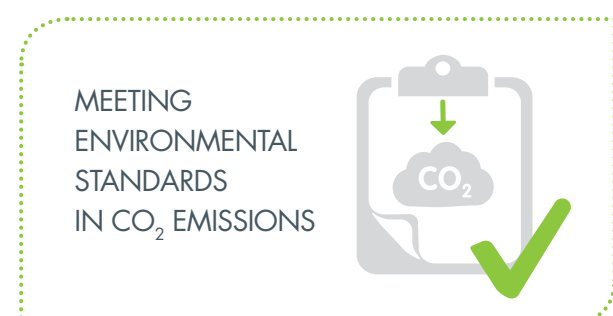 MEETING
ENVIRONMENTAL
STANDARDS
IN CO₂ EMISSIONS
CO₂